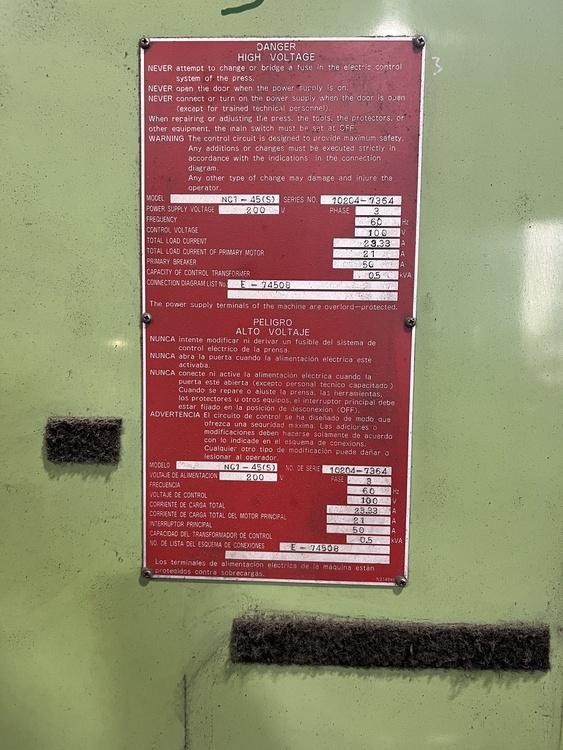 3
DANGER
HIGH VOLTAGE
NEVER attempt to change or bridge a fuse in the electric control
system of the press.
NEVER open the door when the power supply is on.
NEVER connect or turn on the power supply when the door is open
(except for trained technical personnel).
When repairing or adjusting the press, the tools, the protectors, or
other equipment, the main switch must be set at OFF.
WARNING The control circuit is designed to provide maximum safety.
Any additions or changes must be executed strictly in
accordance with the indications in the connection
diagram.
Any other type of change may damage and injure the
operator.
MODEL NC1-45(S) SERIES NO. 10204-7364
POWER SUPPLY VOLTAGE 200 V PHASE 3
FREQUENCY 60 Hz
CONTROL VOLTAGE 100 V
TOTAL LOAD CURRENT 23.33 A
TOTAL LOAD CURRENT OF PRIMARY MOTOR 21 A
PRIMARY BREAKER 50 A
CAPACITY OF CONTROL TRANSFORMER 0.5 kVA
CONNECTION DIAGRAM LIST No. E-74508
The power supply terminals of the machine are overlord-protected.
PELIGRO
ALTO VOLTAJE
NUNCA intente modificar ni derivar un fusible del sistema de
control eléctrico de la prensa.
NUNCA abra la puerta cuando la alimentación eléctrica esté
activaba.
NUNCA conecte ni active la alimentación eléctrica cuando la
puerta esté abierta (excepto personal técnico capacitado)
Cuando se repare o ajuste la prensa, las herramientas,
los protectores u otros equipos, el interruptor principal debe
estar fijado en la posición de desconexión (OFF).
ADVERTENCIA El circuito de control se ha diseñado de modo que
ofrezca una seguridad máxima. Las adiciones o
modificaciones deben hacerse solamente de acuerdo
con lo indicado en el esquema de conexiones.
Cualquier otro tipo de modificación puede dañar o
lesionar al operador.
MODELO NC1-45(S) NO. DE SERIE 10204-7364
VOLTAJE DE ALIMENTACION 200 V FASE 3
FRECUENCIA 60 Hz
VOLTAJE DE CONTROL 100 V
CORRIENTE DE CARGA TOTAL 23.33 A
CORRIENTE DE CARGA TOTAL DEL MOTOR PRINCIPAL 21 A
INTERRUPTOR PRINCIPAL 50 A
CAPACIDAD DEL TRANSFORMADOR DE CONTROL 0.5 kVA
NO. DE LISTA DEL ESQUEMA DE CONEXIONES E-74508
Los terminales de alimentación eléctrica de la máquina están
protegidos contra sobrecargas.